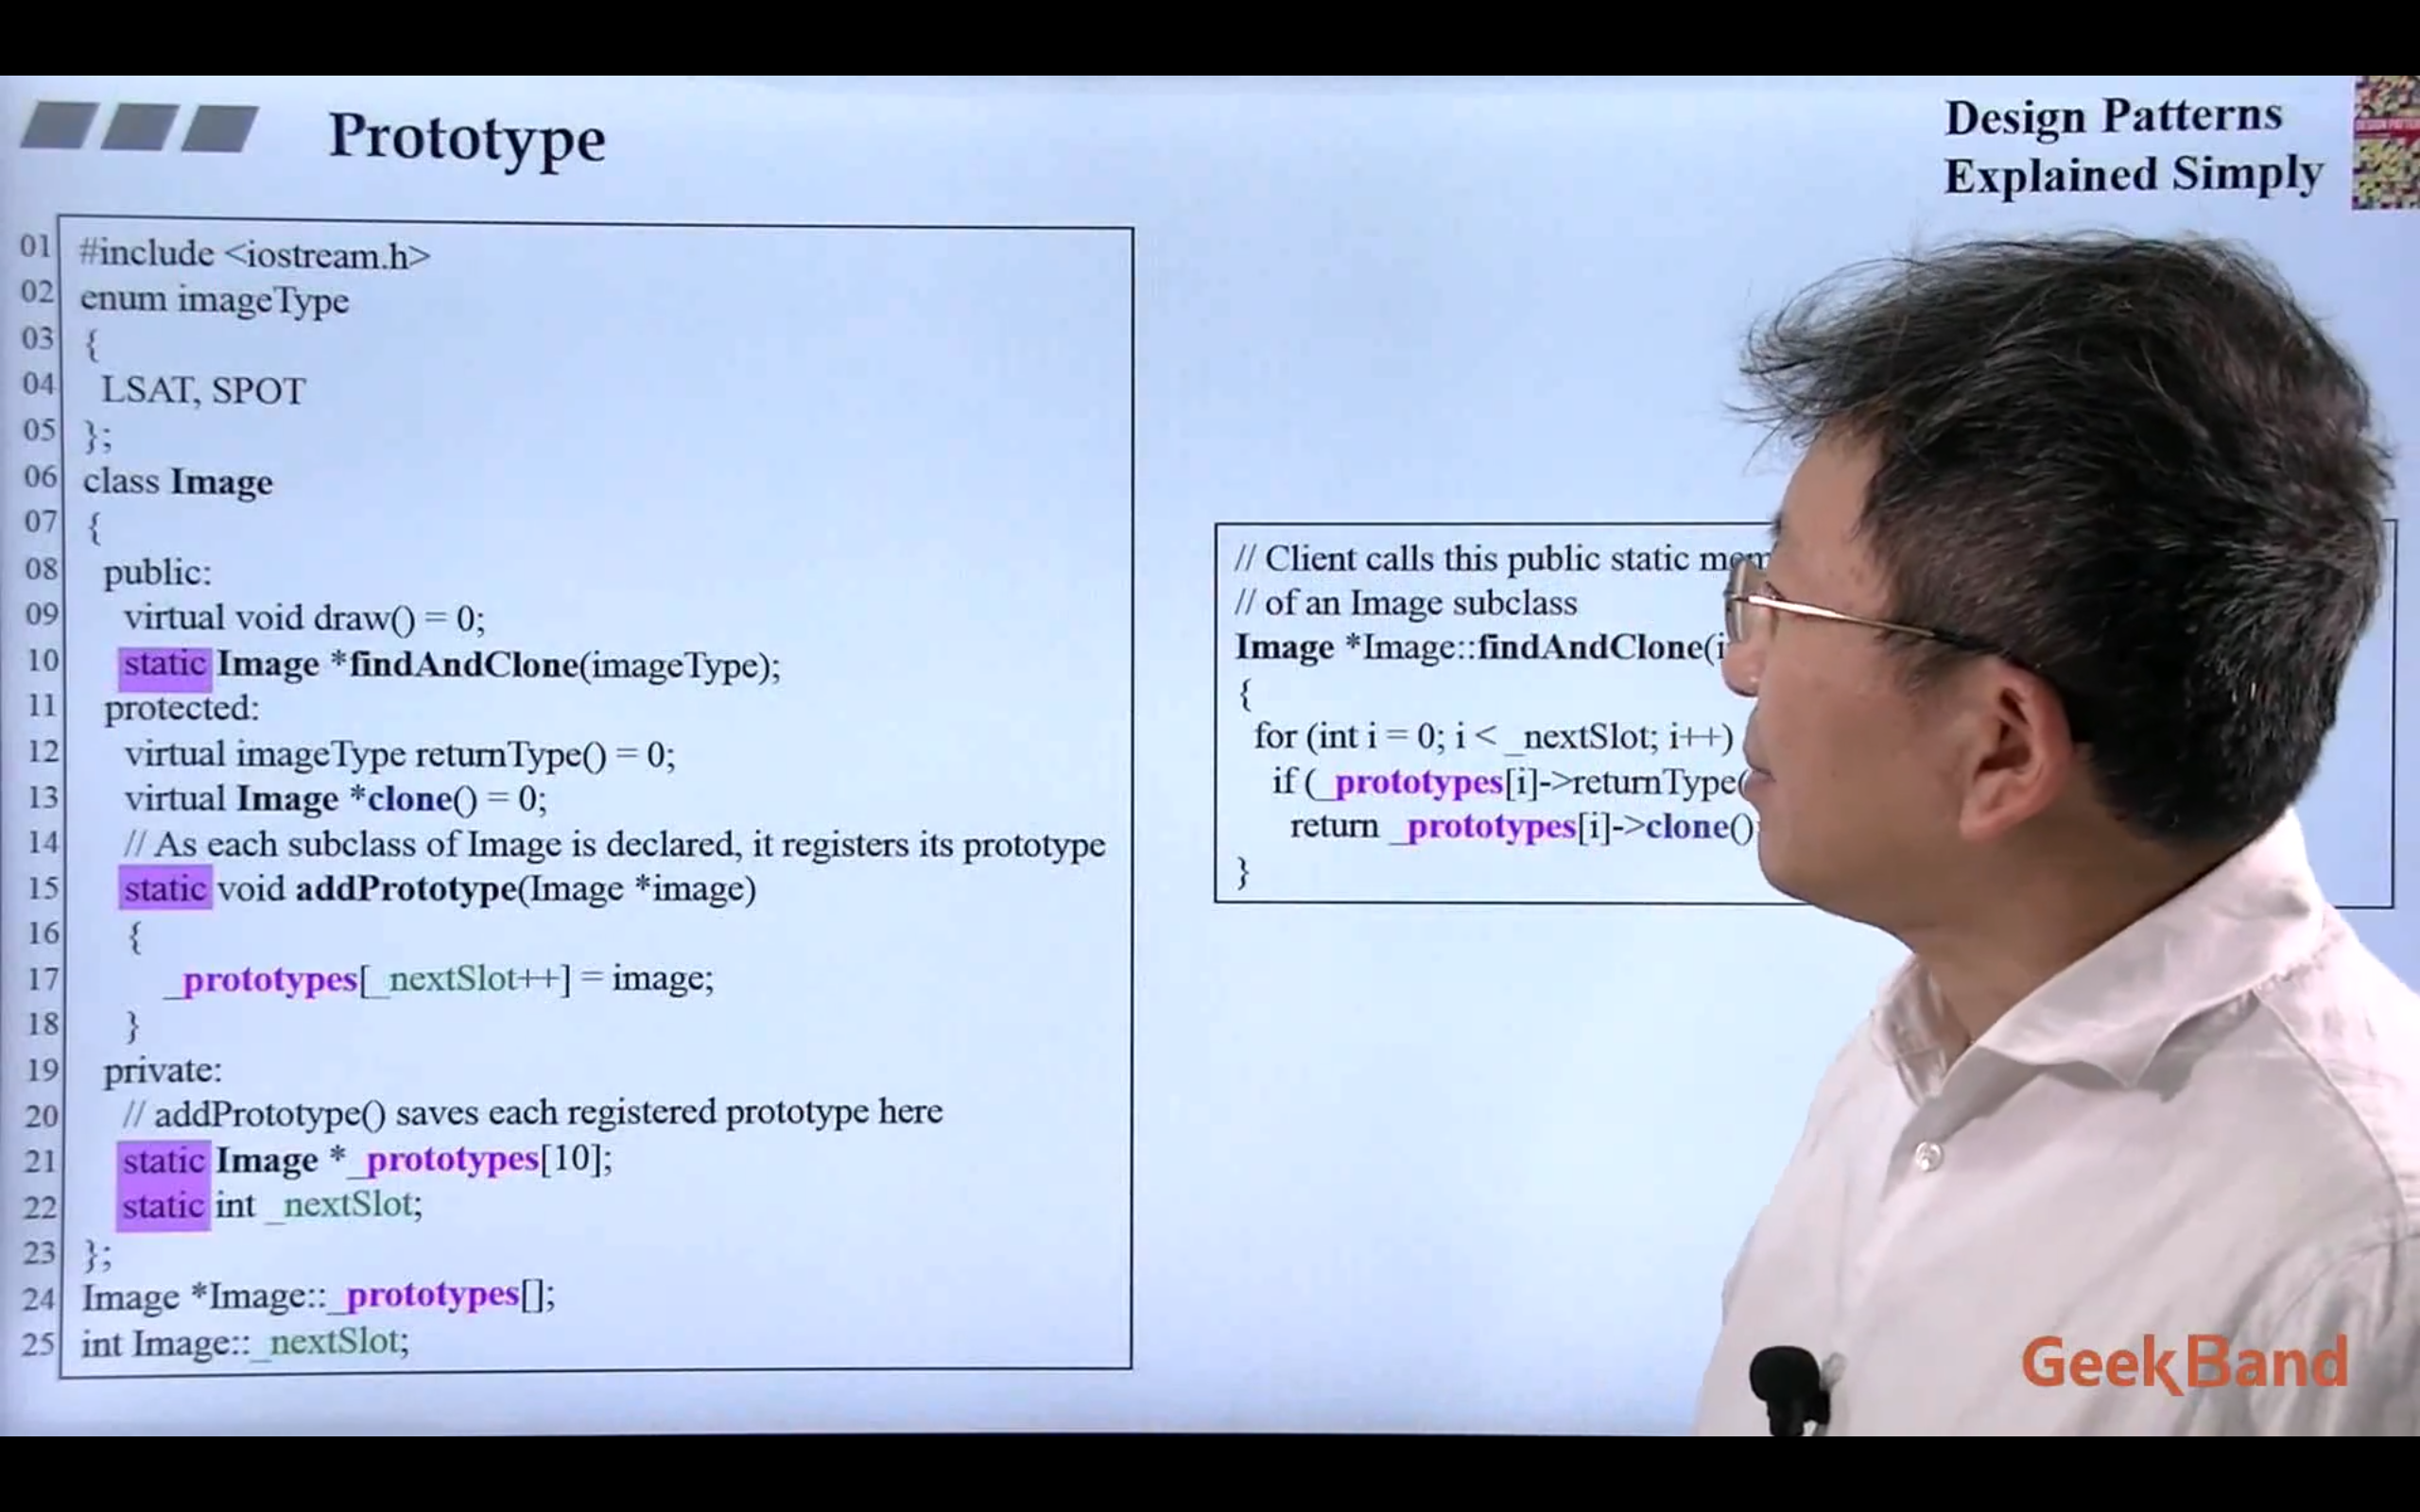 Prototype
Design Patterns
Explained Simply
01 #include <iostream.h>
02 enum imageType
03 {
04 LSAT, SPOT
05 };
06 class Image
07 {
08 public:
09 virtual void draw() = 0;
10 static Image *findAndClone(imageType);
11 protected:
12 virtual imageType returnType() = 0;
13 virtual Image *clone() = 0;
14 // As each subclass of Image is declared, it registers its prototype
15 static void addPrototype(Image *image)
16 {
17 _prototypes[_nextSlot++] = image;
18 }
19 private:
20 // addPrototype() saves each registered prototype here
21 static Image *_prototypes[10];
22 static int _nextSlot;
23 };
24 Image *Image::_prototypes[];
25 int Image::_nextSlot;
// Client calls this public static
// of an Image subclass
Image *Image::findAndClone(
{
for (int i = 0; i < _nextSlot; i++)
if (_prototypes[i]->returnType(
return _prototypes[i]->clone()
}
GeekBand